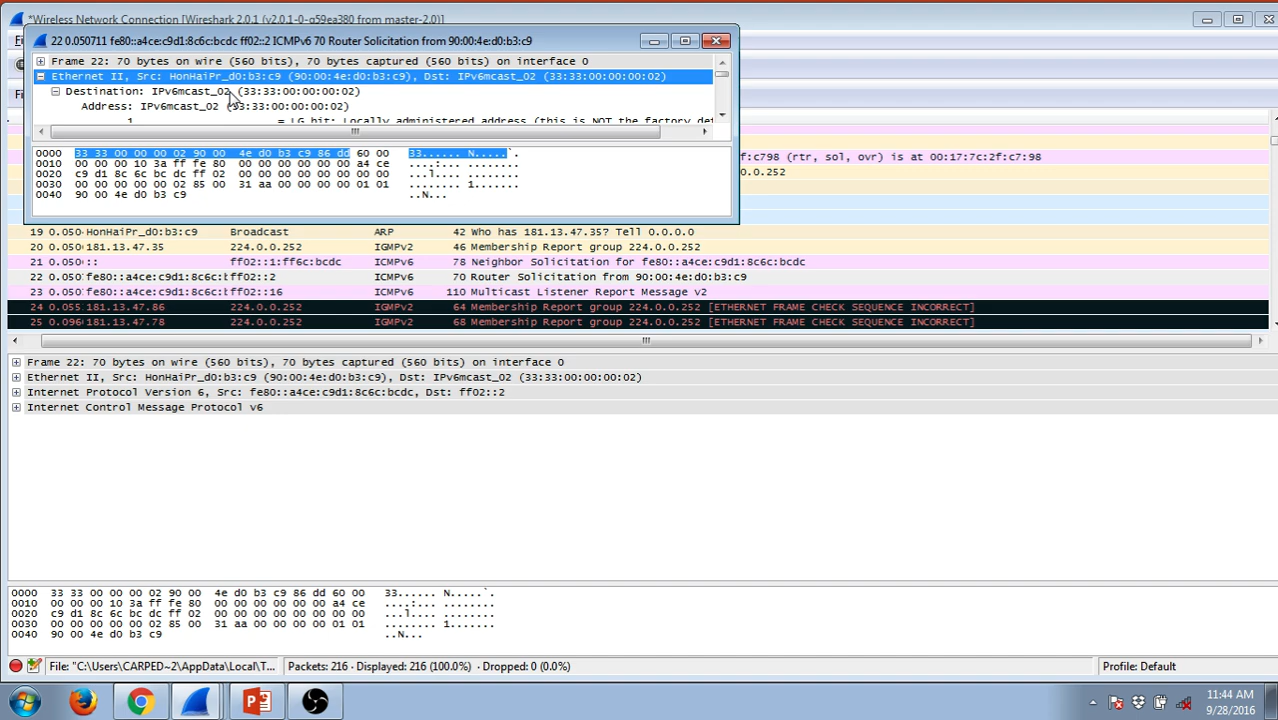 *Wireless Network Connection [Wireshark 2.0.1 (v2.0.1-0-g59ea380 from master-2.0)]
22 0.050711 fe80::a4ce:c9d1:8c6c:bcdc ff02::2 ICMPv6 70 Router Solicitation from 90:00:4e:d0:b3:c9
Frame 22: 70 bytes on wire (560 bits), 70 bytes captured (560 bits) on interface 0
Ethernet II, Src: HonHaiPr_d0:b3:c9 (90:00:4e:d0:b3:c9), Dst: IPv6mcast_02 (33:33:00:00:00:02)
Destination: IPv6mcast_02 (33:33:00:00:00:02)
Address: IPv6mcast_02 (33:33:00:00:00:02)
1 = LG bit: Locally administered address (this is NOT the factory def
0000 33 33 00 00 00 02 90 00 4e d0 b3 c9 86 dd 60 00 33...... N.....`.
0010 00 00 00 10 3a ff fe 80 00 00 00 00 00 00 a4 ce ....:... ........
0020 c9 d1 8c 6c bc dc ff 02 00 00 00 00 00 00 00 00 ...l.... ........
0030 00 00 00 00 00 02 85 00 31 aa 00 00 00 00 01 01 ........ 1.......
0040 90 00 4e d0 b3 c9 ..N...
f:c798 (rtr, sol, ovr) is at 00:17:7c:2f:c7:98
0.0.252
19 0.050 HonHaiPr_d0:b3:c9 Broadcast ARP 42 Who has 181.13.47.35? Tell 0.0.0.0
20 0.050 181.13.47.35 224.0.0.252 IGMPv2 46 Membership Report group 224.0.0.252
21 0.050 :: ff02::1:ff6c:bcdc ICMPv6 78 Neighbor Solicitation for fe80::a4ce:c9d1:8c6c:bcdc
22 0.050 fe80::a4ce:c9d1:8c6c:b ff02::2 ICMPv6 70 Router Solicitation from 90:00:4e:d0:b3:c9
23 0.050 fe80::a4ce:c9d1:8c6c:b ff02::16 ICMPv6 110 Multicast Listener Report Message v2
24 0.055 181.13.47.86 224.0.0.252 IGMPv2 64 Membership Report group 224.0.0.252 [ETHERNET FRAME CHECK SEQUENCE INCORRECT]
25 0.096 181.13.47.78 224.0.0.252 IGMPv2 68 Membership Report group 224.0.0.252 [ETHERNET FRAME CHECK SEQUENCE INCORRECT]
Frame 22: 70 bytes on wire (560 bits), 70 bytes captured (560 bits) on interface 0
Ethernet II, Src: HonHaiPr_d0:b3:c9 (90:00:4e:d0:b3:c9), Dst: IPv6mcast_02 (33:33:00:00:00:02)
Internet Protocol Version 6, Src: fe80::a4ce:c9d1:8c6c:bcdc, Dst: ff02::2
Internet Control Message Protocol v6
0000 33 33 00 00 00 02 90 00 4e d0 b3 c9 86 dd 60 00 33...... N.....`.
0010 00 00 00 10 3a ff fe 80 00 00 00 00 00 00 a4 ce ....:... ........
0020 c9 d1 8c 6c bc dc ff 02 00 00 00 00 00 00 00 00 ...l.... ........
0030 00 00 00 00 00 02 85 00 31 aa 00 00 00 00 01 01 ........ 1.......
0040 90 00 4e d0 b3 c9 ..N...
File: "C:\Users\CARPED~2\AppData\Local\T... Packets: 216 · Displayed: 216 (100.0%) · Dropped: 0 (0.0%) Profile: Default
11:44 AM
9/28/2016